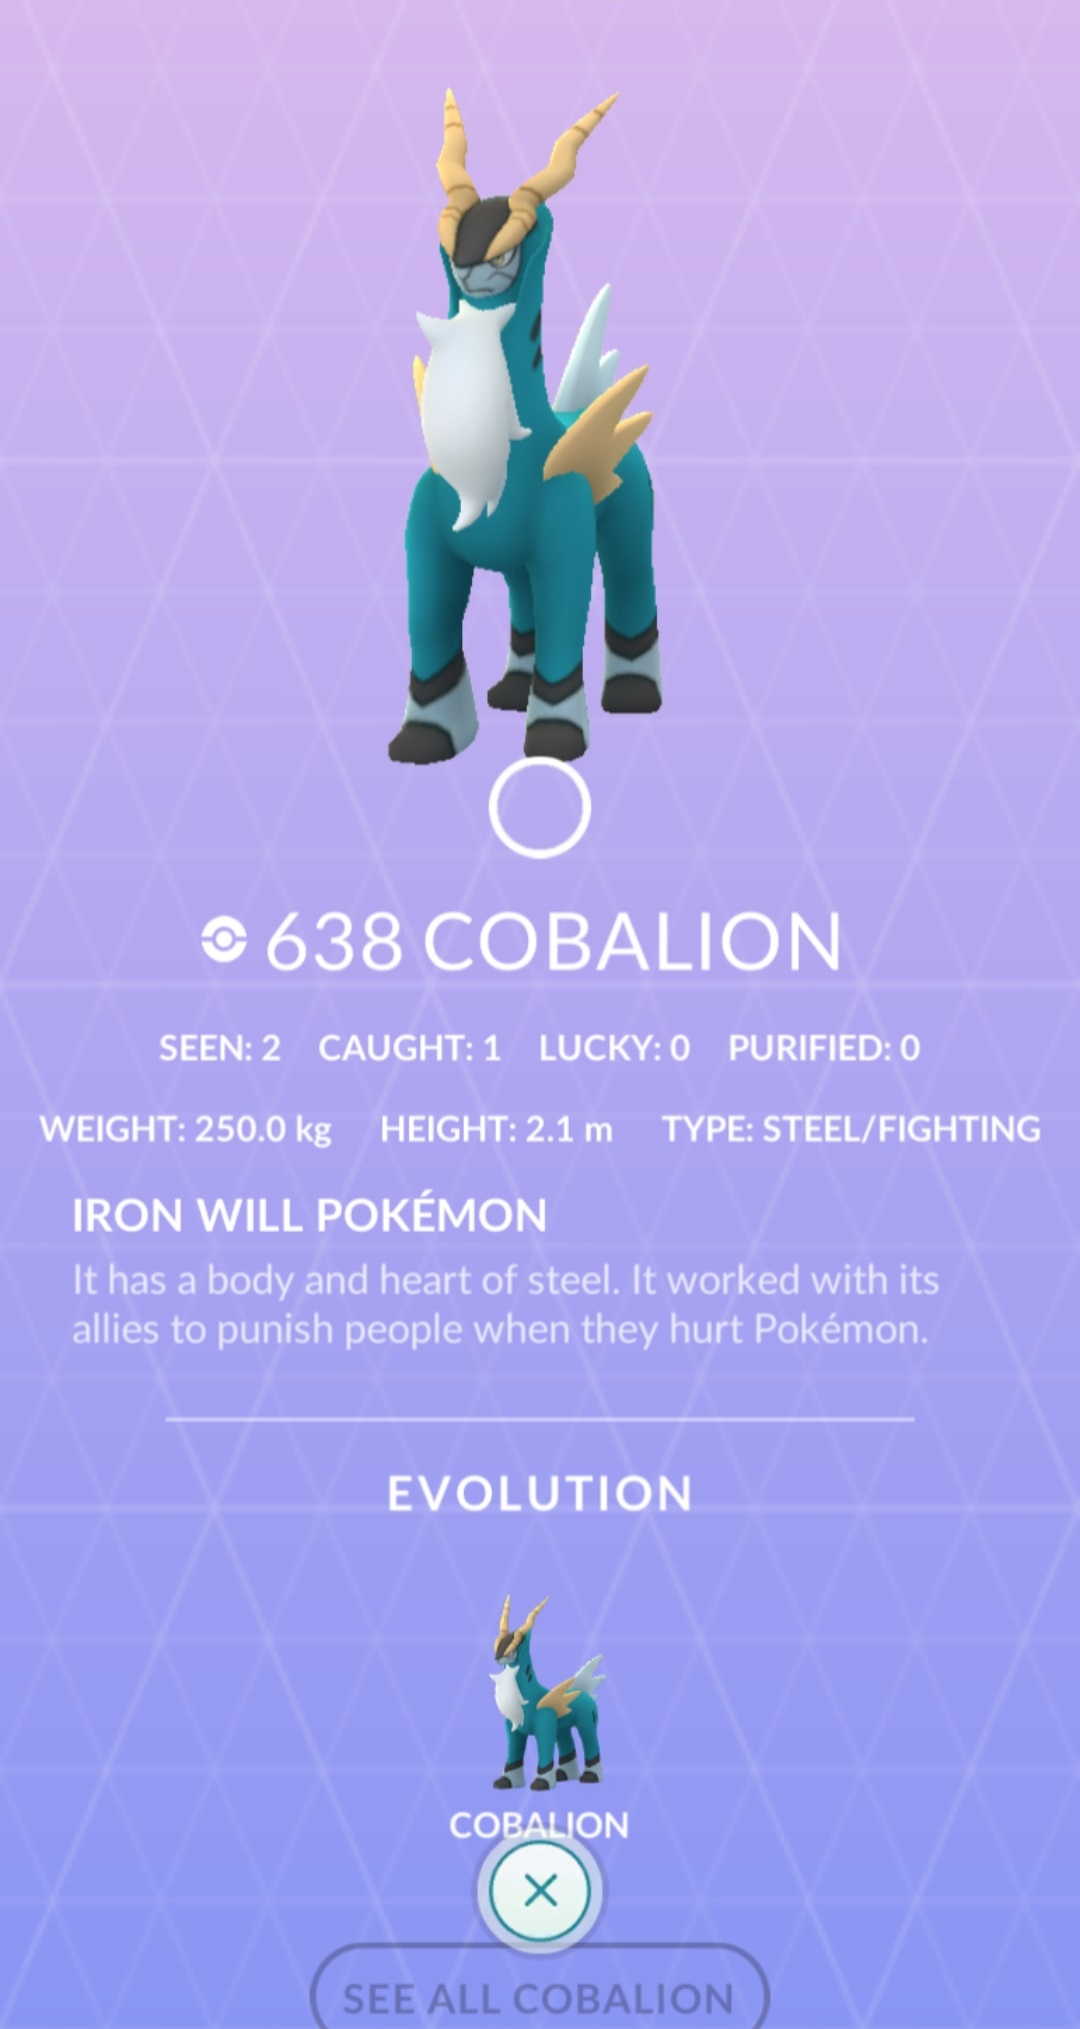 638 COBALION
SEEN: 2 CAUGHT: 1 LUCKY: 0 PURIFIED: 0
WEIGHT: 250.0 kg HEIGHT: 2.1 m TYPE: STEEL/FIGHTING
IRON WILL POKÉMON
It has a body and heart of steel. It worked with its
allies to punish people when they hurt Pokémon.
EVOLUTION
COBALION
SEE ALL COBALION